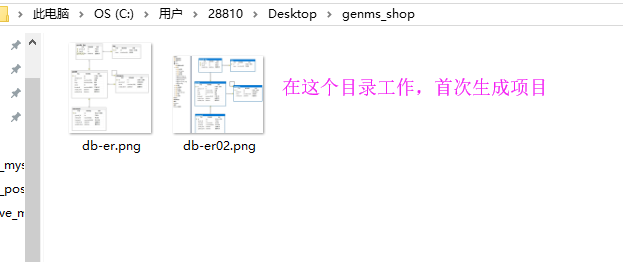 此电脑 > OS (C:) > 用户 > 28810 > Desktop > genms_shop
在这个目录工作，首次生成项目
db-er.png
db-er02.png
_mys
_pos
ve_m